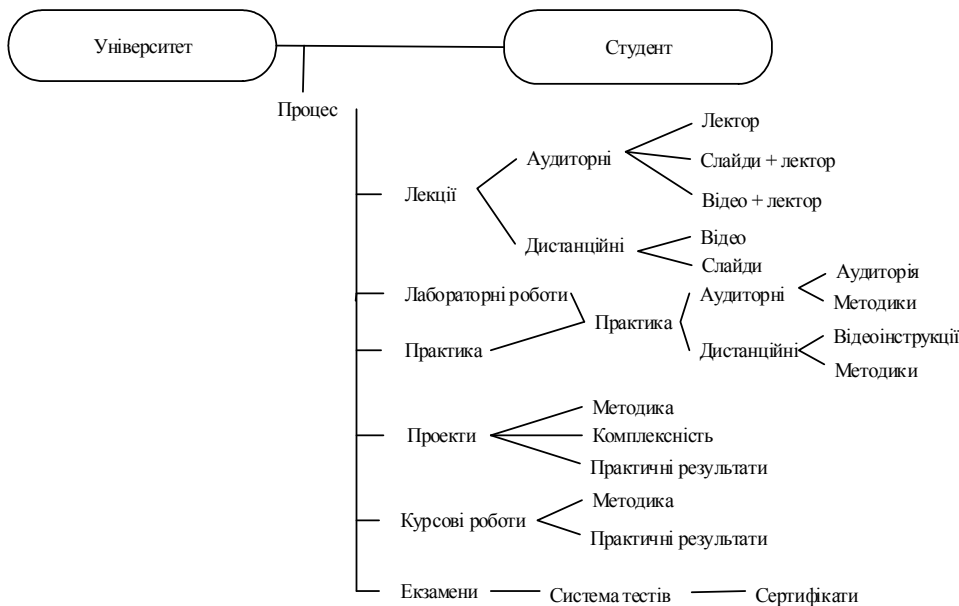 Університет
Студент
Процес
Лекції
Аудиторні
Лектор
Слайди + лектор
Відео + лектор
Дистанційні
Відео
Слайди
Лабораторні роботи
Практика
Практика
Аудиторні
Аудиторія
Методики
Дистанційні
Відеоінструкції
Методики
Проекти
Методика
Комплексність
Практичні результати
Курсові роботи
Методика
Практичні результати
Екзамени
Система тестів
Сертифікати